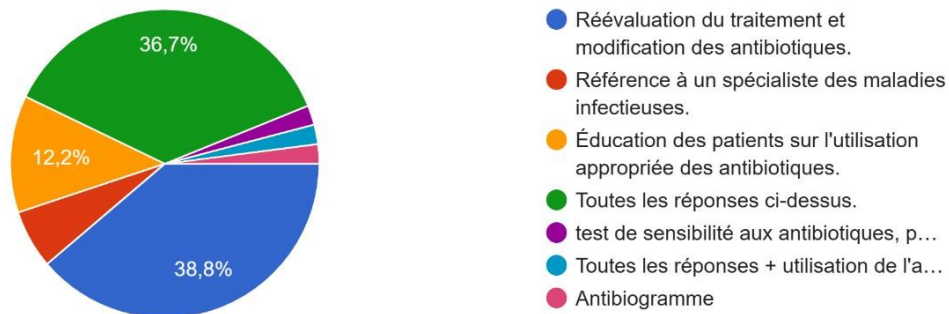 36,7%
12,2%
38,8%
Réévaluation du traitement et
modification des antibiotiques.
Référence à un spécialiste des maladies
infectieuses.
Éducation des patients sur l'utilisation
appropriée des antibiotiques.
Toutes les réponses ci-dessus.
test de sensibilité aux antibiotiques, p…
Toutes les réponses + utilisation de l'a…
Antibiogramme